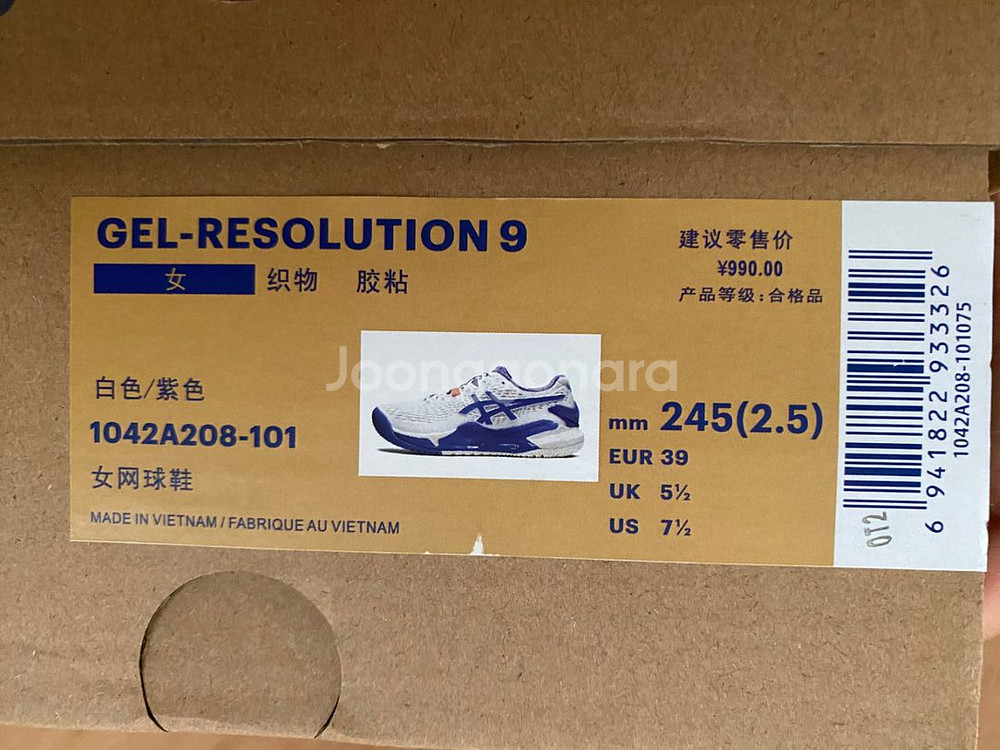 GEL-RESOLUTION 9
女 织物 胶粘
建议零售价
¥990.00
产品等级:合格品
Joonggonara
白色/紫色
1042A208-101
女网球鞋
MADE IN VIETNAM / FABRIQUE AU VIETNAM
mm 245(2.5)
EUR 39
UK 5½
US 7½
0T2
6 941822 933326
1042A208-101075